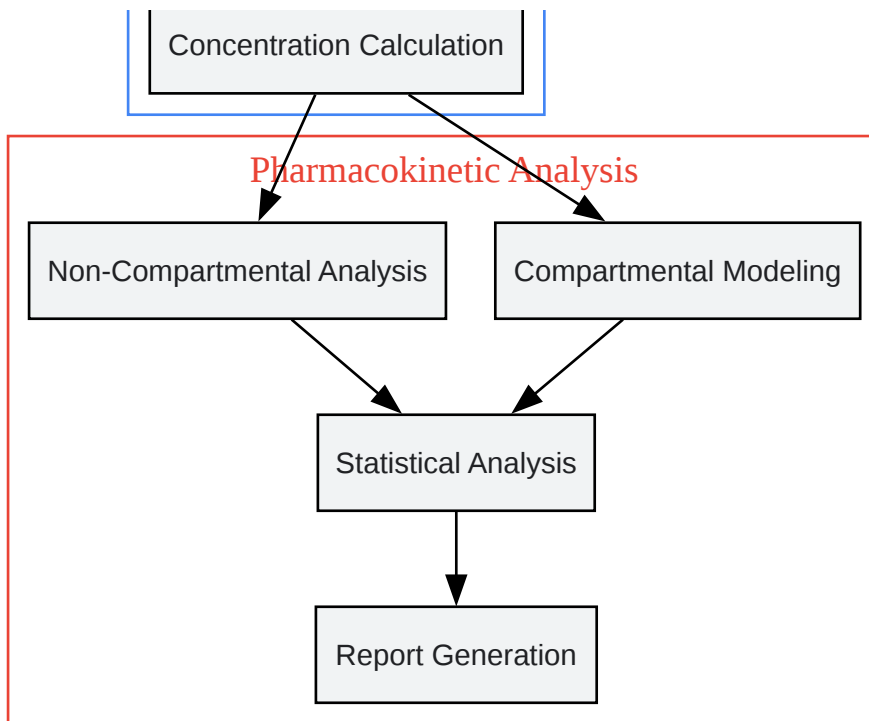 Concentration Calculation
Pharmacokinetic Analysis
Non-Compartmental Analysis
Compartmental Modeling
Statistical Analysis
Report Generation